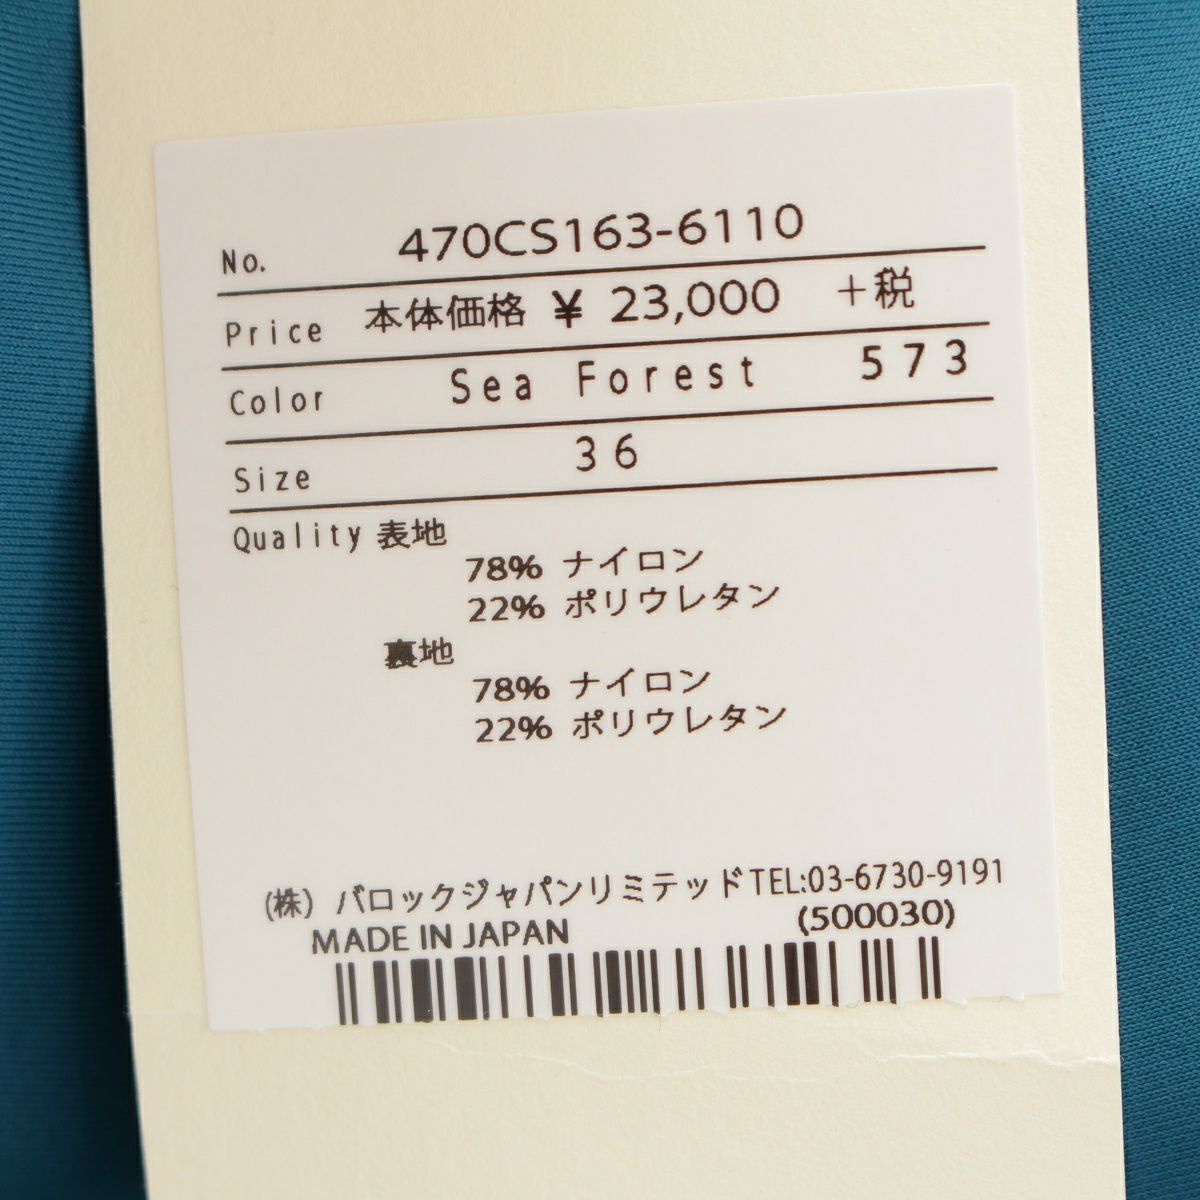 No. 470CS163-6110
Price 本体価格 ¥ 23,000 +税
Color Sea Forest 573
Size 36
Quality 表地
78% ナイロン
22% ポリウレタン
裏地
78% ナイロン
22% ポリウレタン
(株) バロックジャパンリミテッドTEL:03-6730-9191
MADE IN JAPAN (500030)